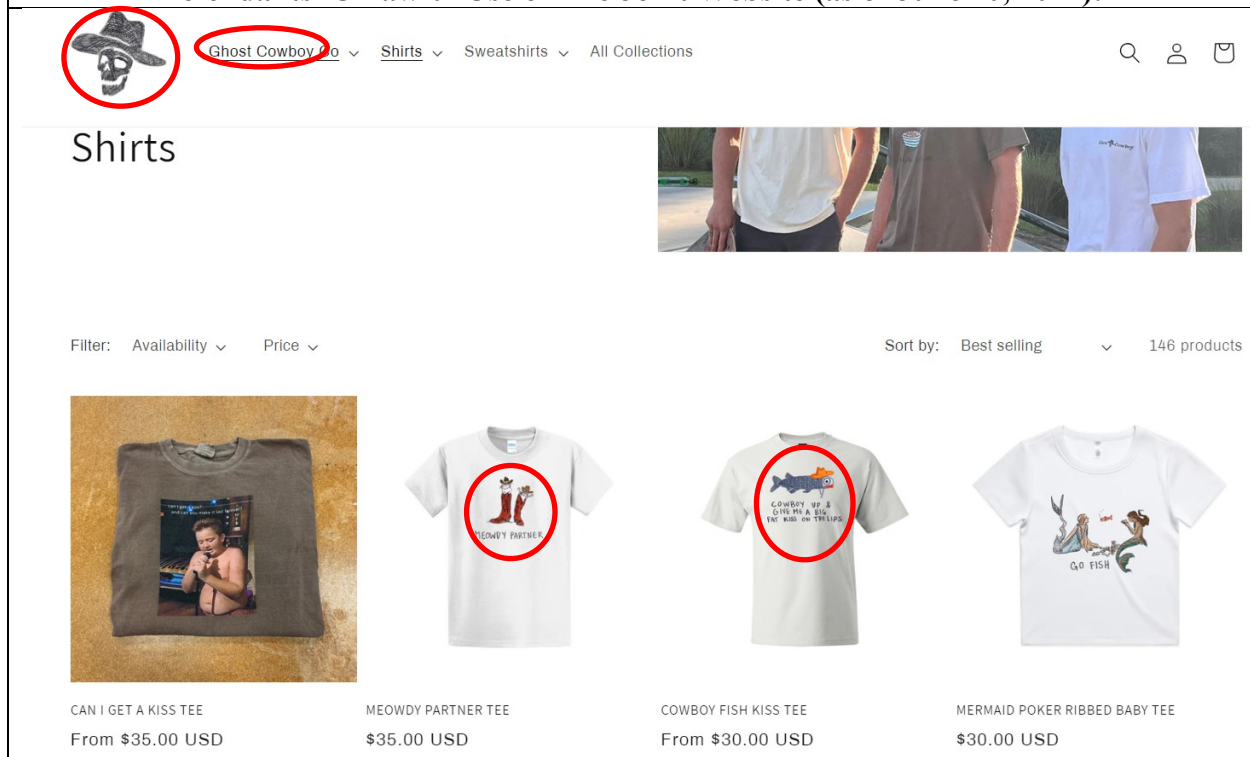 Ghost Cowboy Co Shirts Sweatshirts All Collections
Shirts
Filter: Availability Price Sort by: Best selling 146 products
MEOWDY PARTNER
COWBOY UP &
GIVE ME A BIG
FAT KISS ON THE LIPS
GO FISH
CAN I GET A KISS TEE MEOWDY PARTNER TEE COWBOY FISH KISS TEE MERMAID POKER RIBBED BABY TEE
From $35.00 USD $35.00 USD From $30.00 USD $30.00 USD